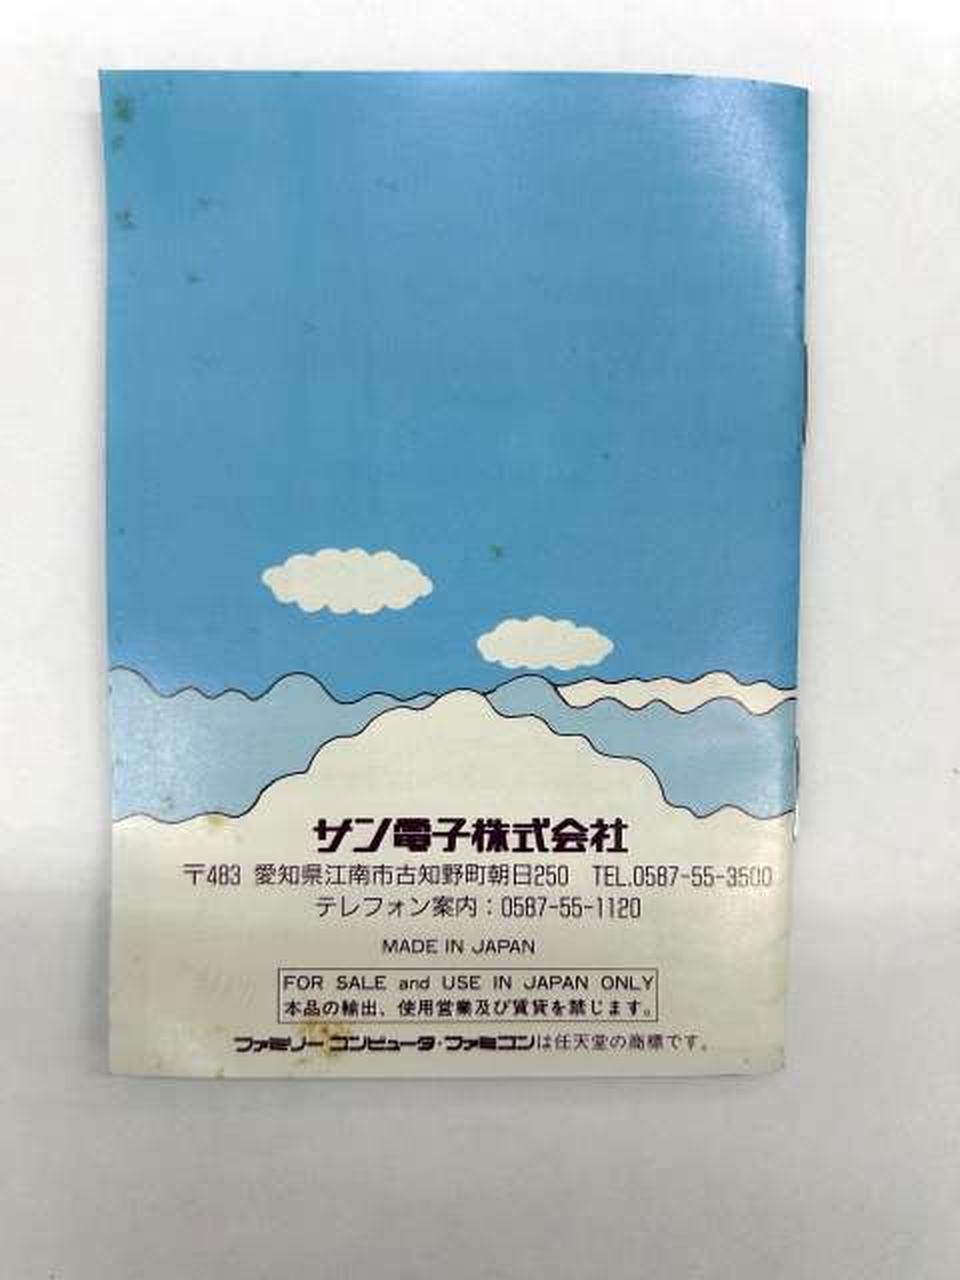 サン電子株式会社
〒483 愛知県江南市古知野町朝日250 TEL.0587-55-3500
テレフォン案内:0587-55-1120
MADE IN JAPAN
FOR SALE and USE IN JAPAN ONLY
本品の輸出、使用営業及び賃貸を禁じます。
ファミリーコンピュータ・ファミコンは任天堂の商標です。